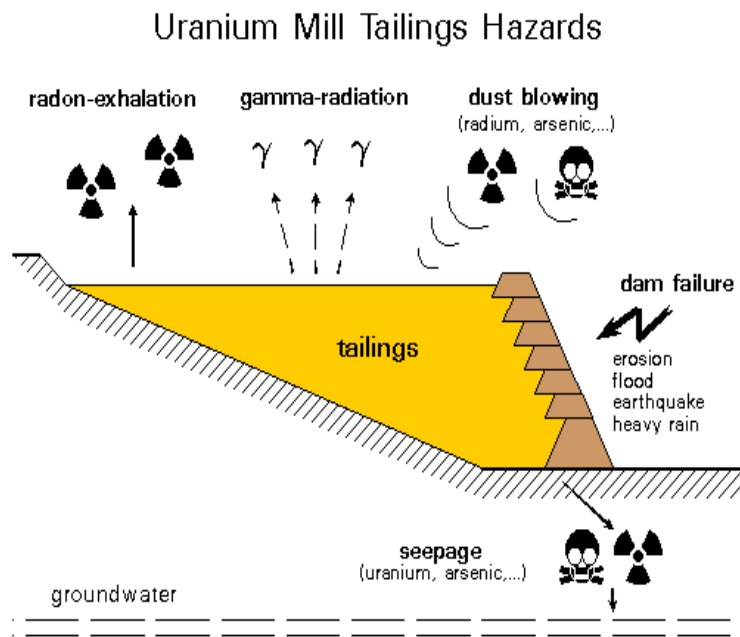 Uranium Mill Tailings Hazards
radon-exhalation
gamma-radiation
dust blowing
(radium, arsenic,...)
γ γ γ
dam failure
tailings
erosion
flood
earthquake
heavy rain
seepage
(uranium, arsenic,...)
groundwater